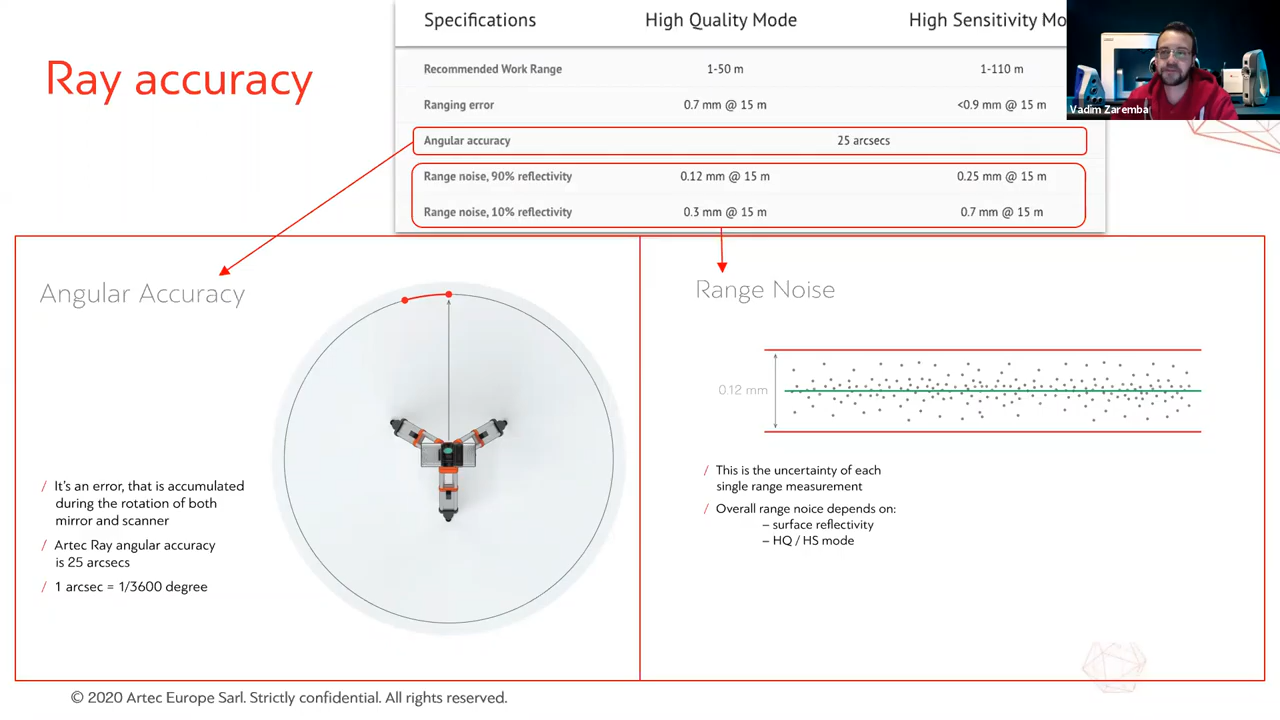 Ray accuracy
Specifications High Quality Mode High Sensitivity Mo
Recommended Work Range 1-50 m 1-110 m
Ranging error 0.7 mm @ 15 m <0.9 mm @ 15 m
Angular accuracy 25 arcsecs
Range noise, 90% reflectivity 0.12 mm @ 15 m 0.25 mm @ 15 m
Range noise, 10% reflectivity 0.3 mm @ 15 m 0.7 mm @ 15 m
Vadim Zaremba
Angular Accuracy
/ It's an error, that is accumulated
during the rotation of both
mirror and scanner
/ Artec Ray angular accuracy
is 25 arcsecs
/ 1 arcsec = 1/3600 degree
Range Noise
0.12 mm
/ This is the uncertainty of each
single range measurement
/ Overall range noice depends on:
– surface reflectivity
– HQ / HS mode
© 2020 Artec Europe Sarl. Strictly confidential. All rights reserved.